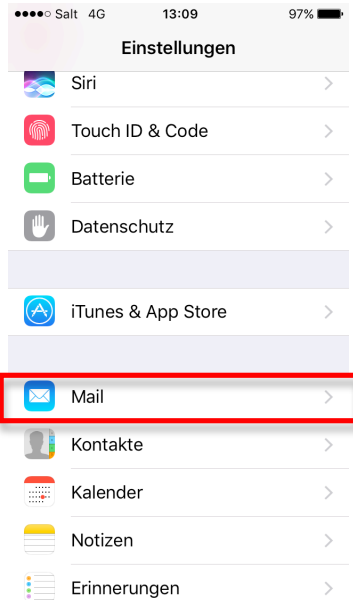 Salt 4G 13:09 97%
Einstellungen
Siri
Touch ID & Code
Batterie
Datenschutz
iTunes & App Store
Mail
Kontakte
Kalender
Notizen
Erinnerungen